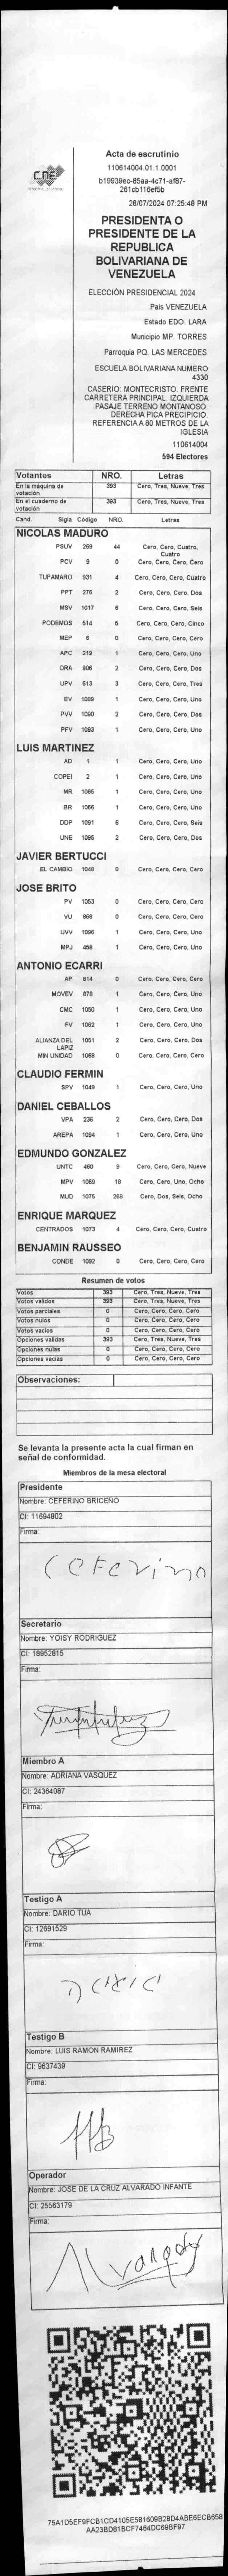 CNE
Acta de escrutinio
110614004.01.1.0001
b19939ec-85aa-4c71-af87-
261cb116ef5b
28/07/2024 07:25:48 PM
PRESIDENTA O
PRESIDENTE DE LA
REPUBLICA
BOLIVARIANA DE
VENEZUELA
ELECCIÓN PRESIDENCIAL 2024
Pais VENEZUELA
Estado EDO. LARA
Municipio MP. TORRES
Parroquia PQ. LAS MERCEDES
ESCUELA BOLIVARIANA NUMERO
4330
CASERIO: MONTECRISTO. FRENTE
CARRETERA PRINCIPAL. IZQUIERDA
PASAJE TERRENO MONTAÑOSO.
DERECHA PICA PRECIPICIO.
REFERENCIA A 80 METROS DE LA
IGLESIA
110614004
594 Electores
Votantes NRO. Letras
En la máquina de votación 393 Cero, Tres, Nueve, Tres
En el cuaderno de votación 393 Cero, Tres, Nueve, Tres
Cand. Sigla Código NRO. Letras
NICOLAS MADURO
PSUV 269 44 Cero, Cero, Cuatro, Cuatro
PCV 9 0 Cero, Cero, Cero, Cero
TUPAMARO 931 4 Cero, Cero, Cero, Cuatro
PPT 276 2 Cero, Cero, Cero, Dos
MSV 1017 6 Cero, Cero, Cero, Seis
PODEMOS 514 5 Cero, Cero, Cero, Cinco
MEP 6 0 Cero, Cero, Cero, Cero
APC 219 1 Cero, Cero, Cero, Uno
ORA 906 2 Cero, Cero, Cero, Dos
UPV 613 3 Cero, Cero, Cero, Tres
EV 1089 1 Cero, Cero, Cero, Uno
PVV 1090 2 Cero, Cero, Cero, Dos
PFV 1093 1 Cero, Cero, Cero, Uno
LUIS MARTINEZ
AD 1 1 Cero, Cero, Cero, Uno
COPEI 2 1 Cero, Cero, Cero, Uno
MR 1065 1 Cero, Cero, Cero, Uno
BR 1066 1 Cero, Cero, Cero, Uno
DDP 1091 6 Cero, Cero, Cero, Seis
UNE 1095 2 Cero, Cero, Cero, Dos
JAVIER BERTUCCI
EL CAMBIO 1048 0 Cero, Cero, Cero, Cero
JOSE BRITO
PV 1053 0 Cero, Cero, Cero, Cero
VU 868 0 Cero, Cero, Cero, Cero
UVV 1096 1 Cero, Cero, Cero, Uno
MPJ 458 1 Cero, Cero, Cero, Uno
ANTONIO ECARRI
AP 814 0 Cero, Cero, Cero, Cero
MOVEV 878 1 Cero, Cero, Cero, Uno
CMC 1050 1 Cero, Cero, Cero, Uno
FV 1062 1 Cero, Cero, Cero, Uno
ALIANZA DEL LAPIZ 1061 2 Cero, Cero, Cero, Dos
MIN UNIDAD 1068 0 Cero, Cero, Cero, Cero
CLAUDIO FERMIN
SPV 1049 1 Cero, Cero, Cero, Uno
DANIEL CEBALLOS
VPA 236 2 Cero, Cero, Cero, Dos
AREPA 1094 1 Cero, Cero, Cero, Uno
EDMUNDO GONZALEZ
UNTC 460 9 Cero, Cero, Cero, Nueve
MPV 1069 18 Cero, Cero, Uno, Ocho
MUD 1075 268 Cero, Dos, Seis, Ocho
ENRIQUE MARQUEZ
CENTRADOS 1073 4 Cero, Cero, Cero, Cuatro
BENJAMIN RAUSSEO
CONDE 1092 0 Cero, Cero, Cero, Cero
Resumen de votos
Votos 393 Cero, Tres, Nueve, Tres
Votos validos 393 Cero, Tres, Nueve, Tres
Votos parciales 0 Cero, Cero, Cero, Cero
Votos nulos 0 Cero, Cero, Cero, Cero
Votos vacios 0 Cero, Cero, Cero, Cero
Opciones validas 393 Cero, Tres, Nueve, Tres
Opciones nulas 0 Cero, Cero, Cero, Cero
Opciones vacias 0 Cero, Cero, Cero, Cero
Observaciones:
Se levanta la presente acta la cual firman en
señal de conformidad.
Miembros de la mesa electoral
Presidente
Nombre: CEFERINO BRICENO
CI: 11694802
Firma:
Ceferino
Secretario
Nombre: YOISY RODRIGUEZ
CI: 18952815
Firma:
Miembro A
Nombre: ADRIANA VASQUEZ
CI: 24364087
Firma:
Testigo A
Nombre: DARIO TUA
CI: 12691529
Firma:
Testigo B
Nombre: LUIS RAMON RAMIREZ
CI: 9637439
Firma:
Operador
Nombre: JOSE DE LA CRUZ ALVARADO INFANTE
CI: 25563179
Firma:
75A1D5EF9FCB1CD4105E581609B28D4ABE6ECB658
AA23BD81BCF7464DC69BF97